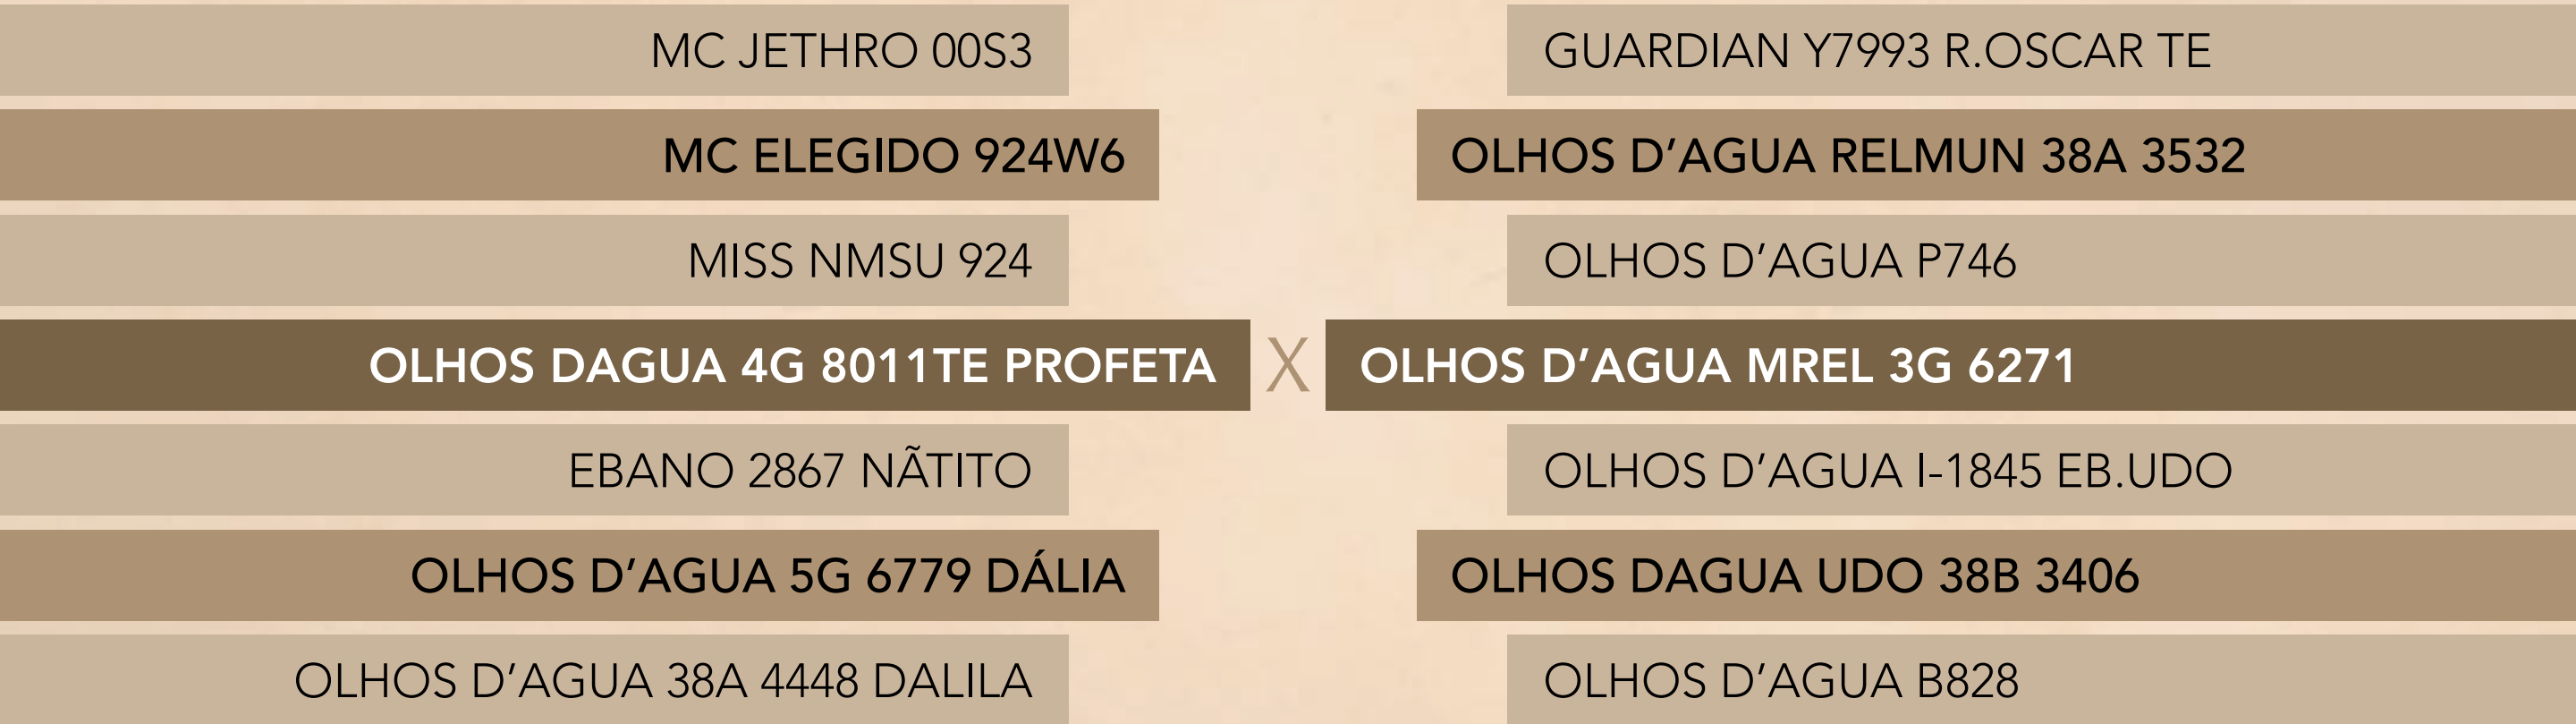 MC JETHRO 00S3
MC ELEGIDO 924W6
MISS NMSU 924
OLHOS DAGUA 4G 8011TE PROFETA
EBANO 2867 NÃTITO
OLHOS D’AGUA 5G 6779 DÁLIA
OLHOS D’AGUA 38A 4448 DALILA
X
GUARDIAN Y7993 R.OSCAR TE
OLHOS D’AGUA RELMUN 38A 3532
OLHOS D’AGUA P746
OLHOS D’AGUA MREL 3G 6271
OLHOS D’AGUA I-1845 EB.UDO
OLHOS DAGUA UDO 38B 3406
OLHOS D’AGUA B828